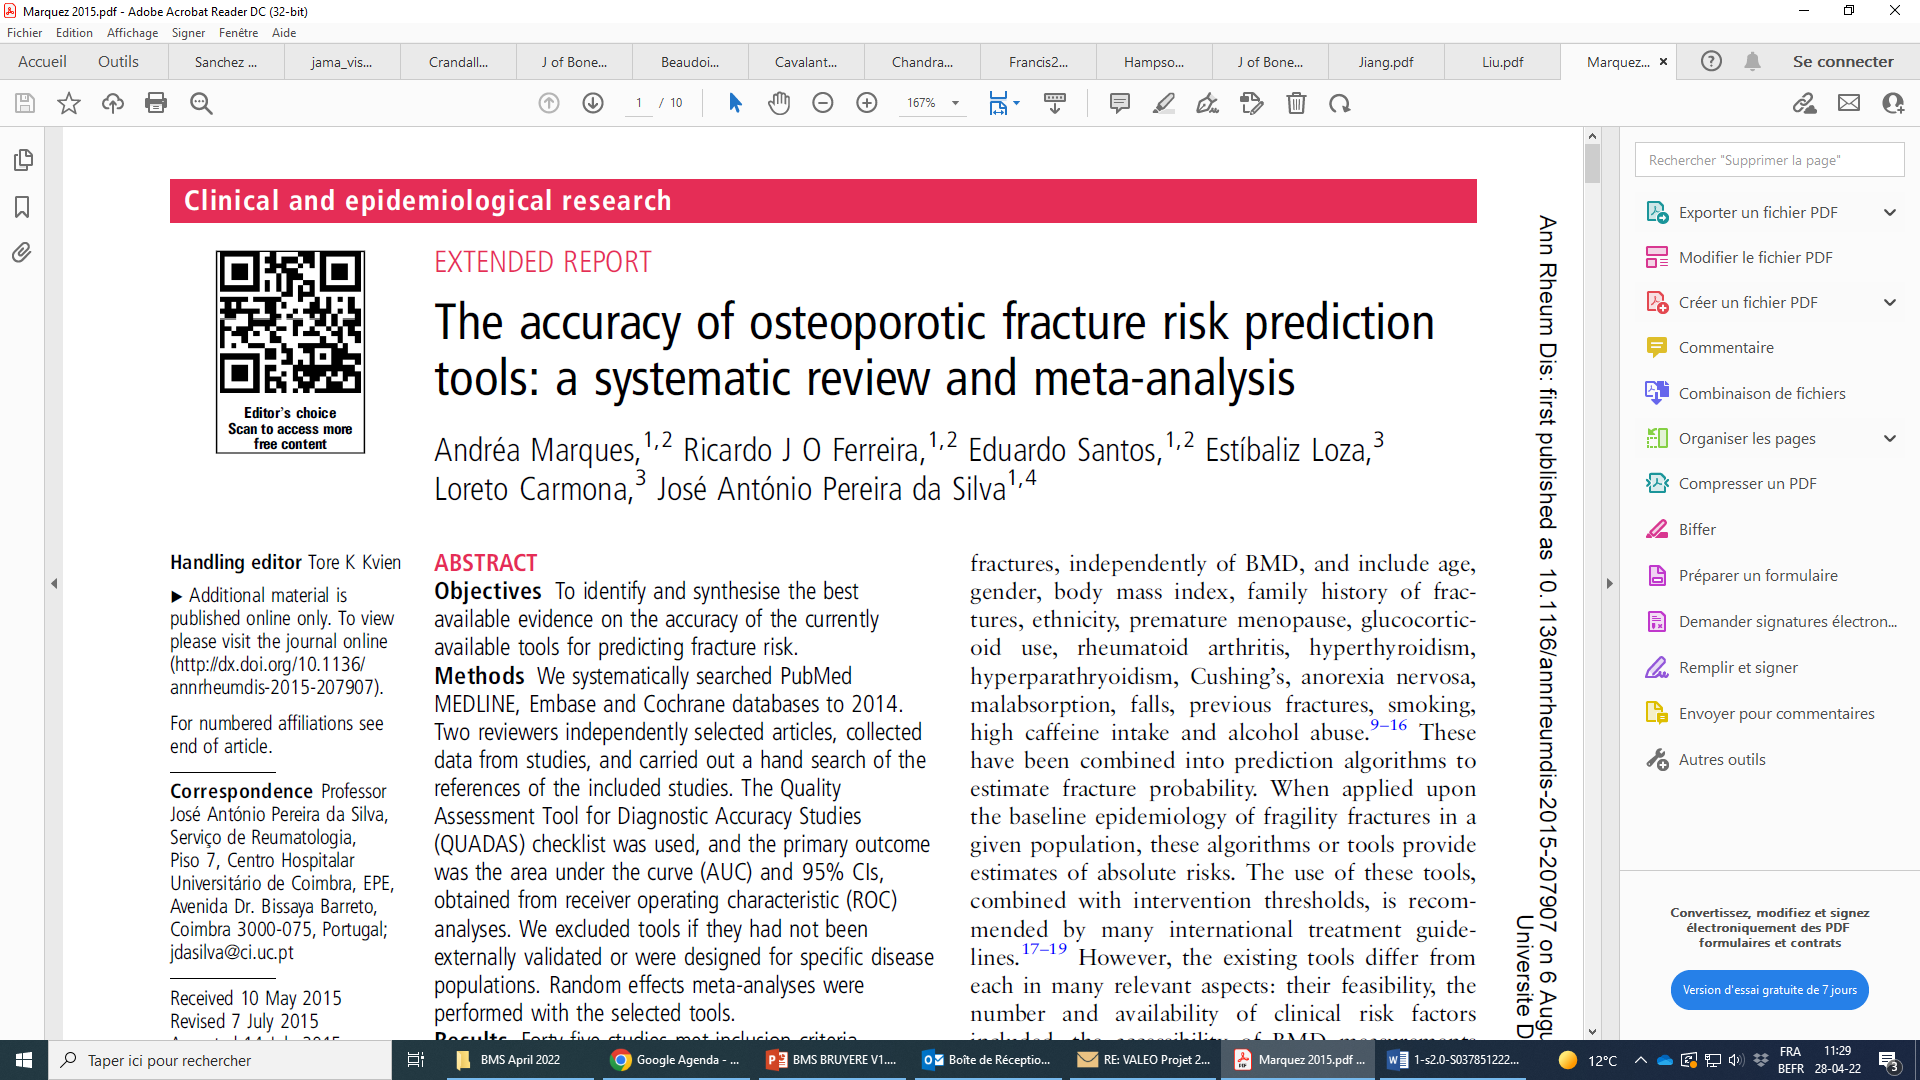 Marquez 2015.pdf - Adobe Acrobat Reader DC (32-bit)
Fichier Edition Affichage Signer Fenêtre Aide
Accueil Outils Sanchez ... jama_vis... Crandall... J of Bone... Beaudoi... Cavalant... Chandra... Francis2... Hampso... J of Bone... Jiang.pdf Liu.pdf Marquez... Se connecter
1 / 10 167%
Clinical and epidemiological research
Editor's choice
Scan to access more
free content
EXTENDED REPORT
The accuracy of osteoporotic fracture risk prediction
tools: a systematic review and meta-analysis
Andréa Marques,1,2 Ricardo J O Ferreira,1,2 Eduardo Santos,1,2 Estíbaliz Loza,3
Loreto Carmona,3 José António Pereira da Silva1,4
Handling editor Tore K Kvien
▶ Additional material is
published online only. To view
please visit the journal online
(http://dx.doi.org/10.1136/
annrheumdis-2015-207907).
For numbered affiliations see
end of article.
Correspondence Professor
José António Pereira da Silva,
Serviço de Reumatologia,
Piso 7, Centro Hospitalar
Universitário de Coimbra, EPE,
Avenida Dr. Bissaya Barreto,
Coimbra 3000-075, Portugal;
jdasilva@ci.uc.pt
Received 10 May 2015
Revised 7 July 2015
ABSTRACT
Objectives To identify and synthesise the best
available evidence on the accuracy of the currently
available tools for predicting fracture risk.
Methods We systematically searched PubMed
MEDLINE, Embase and Cochrane databases to 2014.
Two reviewers independently selected articles, collected
data from studies, and carried out a hand search of the
references of the included studies. The Quality
Assessment Tool for Diagnostic Accuracy Studies
(QUADAS) checklist was used, and the primary outcome
was the area under the curve (AUC) and 95% CIs,
obtained from receiver operating characteristic (ROC)
analyses. We excluded tools if they had not been
externally validated or were designed for specific disease
populations. Random effects meta-analyses were
performed with the selected tools.
Results Forty-five studies met inclusion criteria
fractures, independently of BMD, and include age,
gender, body mass index, family history of frac-
tures, ethnicity, premature menopause, glucocortic-
oid use, rheumatoid arthritis, hyperthyroidism,
hyperparathryoidism, Cushing's, anorexia nervosa,
malabsorption, falls, previous fractures, smoking,
high caffeine intake and alcohol abuse.9–16 These
have been combined into prediction algorithms to
estimate fracture probability. When applied upon
the baseline epidemiology of fragility fractures in a
given population, these algorithms or tools provide
estimates of absolute risks. The use of these tools,
combined with intervention thresholds, is recom-
mended by many international treatment guide-
lines.17–19 However, the existing tools differ from
each in many relevant aspects: their feasibility, the
number and availability of clinical risk factors
included, the accessibility of BMD measurements
Ann Rheum Dis: first published as 10.1136/annrheumdis-2015-207907 on 6 Augu
Universite D
Rechercher "Supprimer la page"
Exporter un fichier PDF
Modifier le fichier PDF
Créer un fichier PDF
Commentaire
Combinaison de fichiers
Organiser les pages
Compresser un PDF
Biffer
Préparer un formulaire
Demander signatures électron...
Remplir et signer
Envoyer pour commentaires
Autres outils
Convertissez, modifiez et signez
électroniquement des PDF
formulaires et contrats
Version d'essai gratuite de 7 jours
Taper ici pour rechercher
BMS April 2022
Google Agenda - ...
BMS BRUYERE V1....
Boîte de Réceptio...
RE: VALEO Projet 2...
Marquez 2015.pdf ...
1-s2.0-S037851222...
12°C
FRA
BEFR
11:29
28-04-22
3